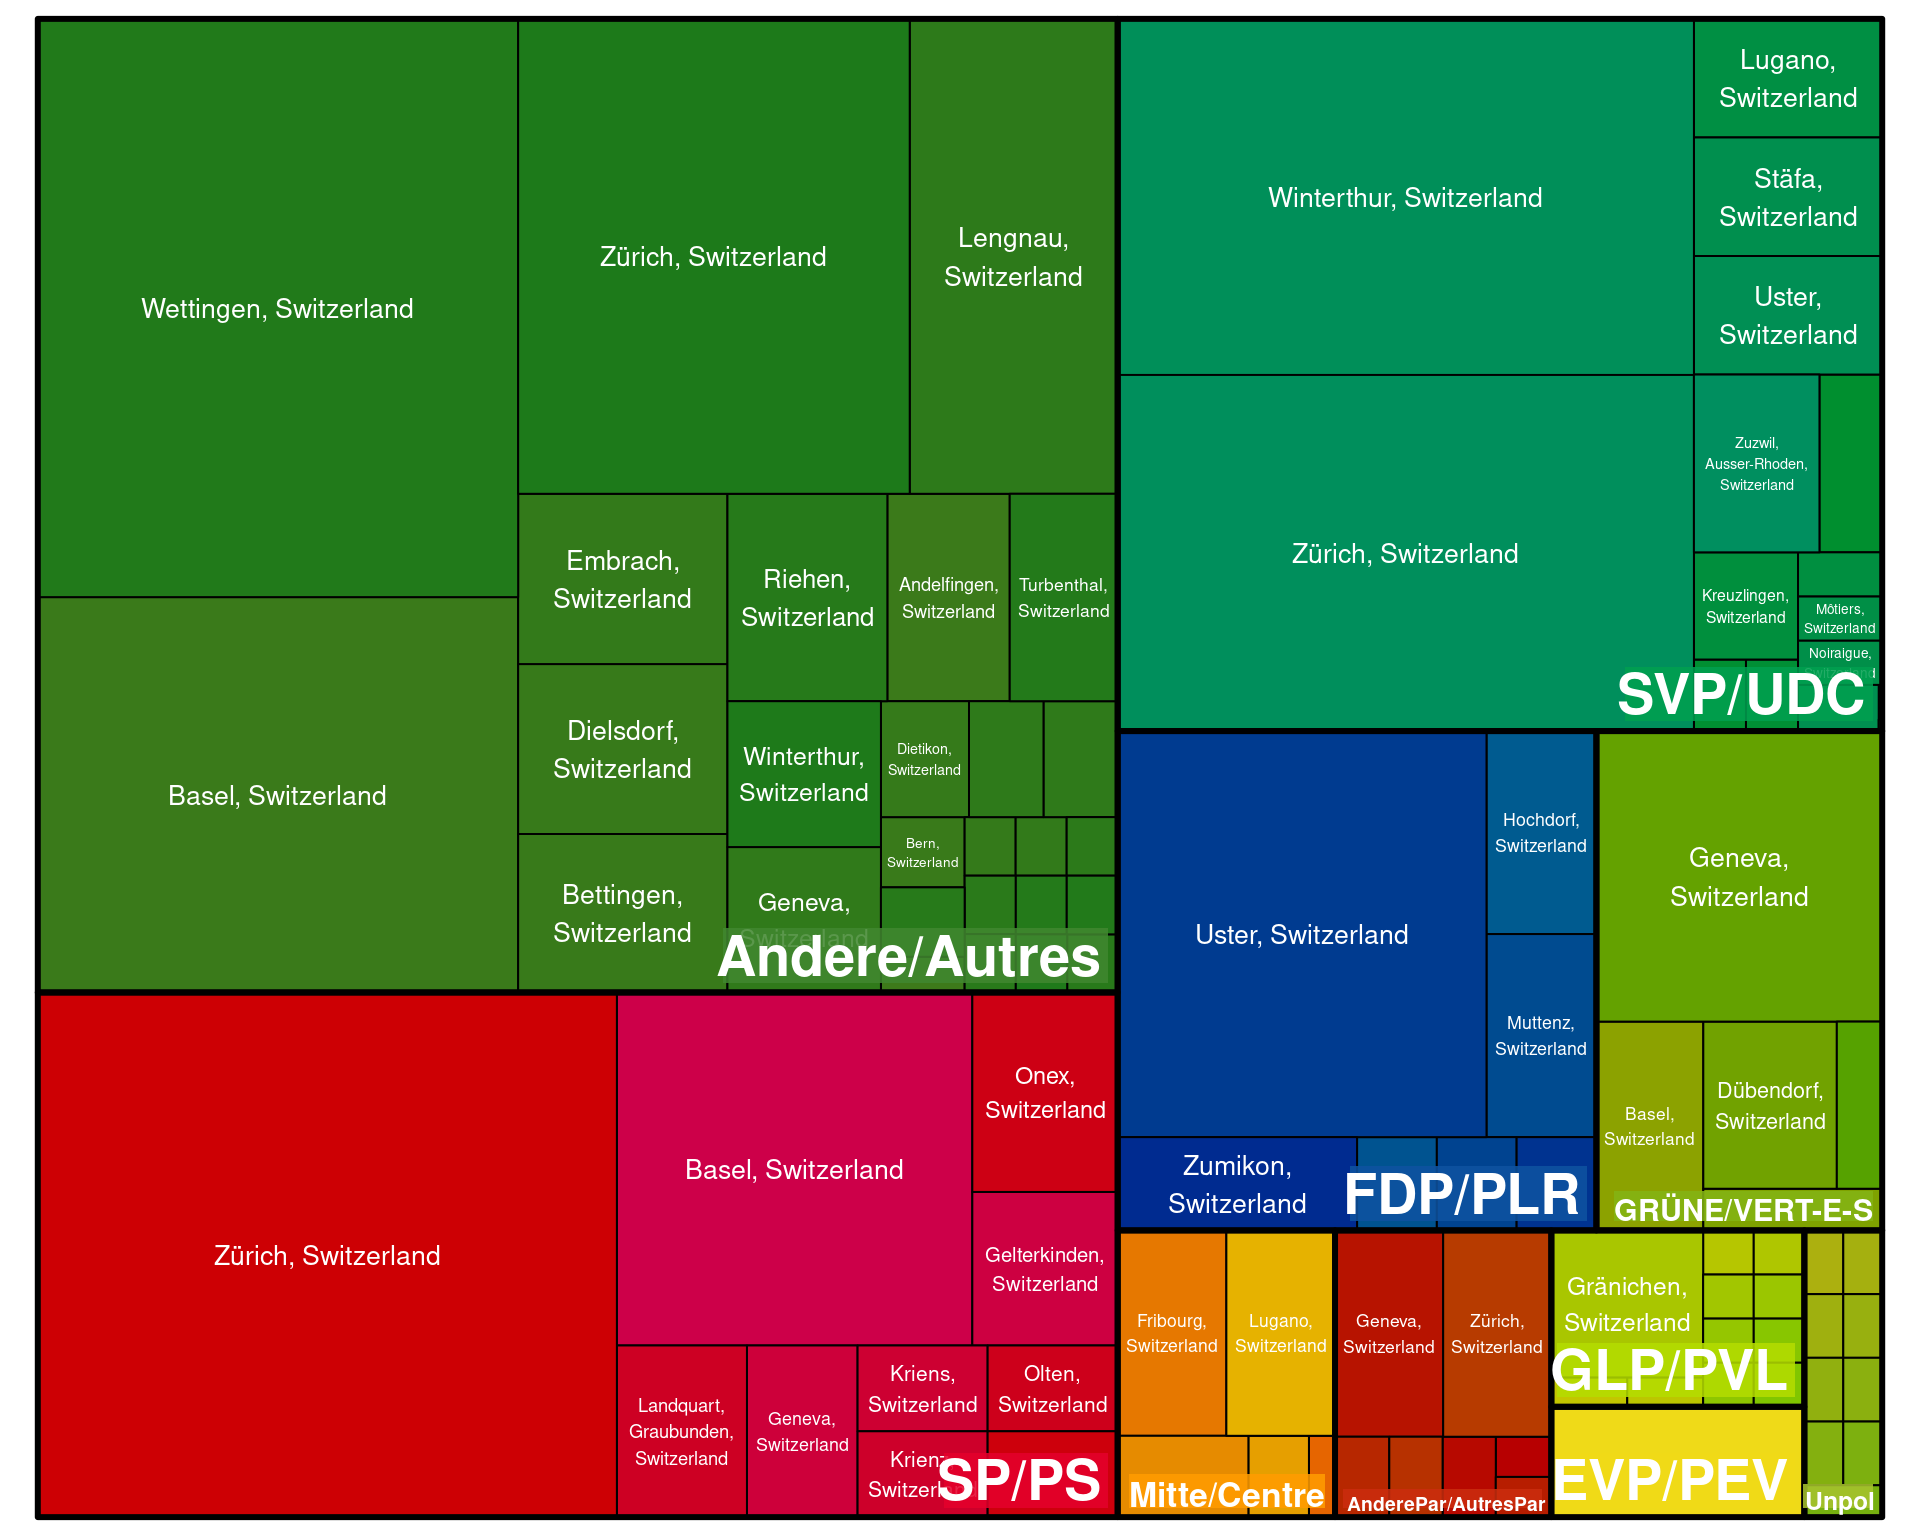 Wettingen, Switzerland
Zürich, Switzerland
Lengnau,
Switzerland
Basel, Switzerland
Embrach,
Switzerland
Riehen,
Switzerland
Andelfingen,
Switzerland
Turbenthal,
Switzerland
Dielsdorf,
Switzerland
Winterthur,
Switzerland
Dietikon,
Switzerland
Bern,
Switzerland
Bettingen,
Switzerland
Geneva,
Switzerland
Andere/Autres
Winterthur, Switzerland
Lugano,
Switzerland
Stäfa,
Switzerland
Uster,
Switzerland
Zürich, Switzerland
Zuzwil,
Ausser-Rhoden,
Switzerland
Kreuzlingen,
Switzerland
Môtiers,
Switzerland
Noiraigue,
Switzerland
SVP/UDC
Zürich, Switzerland
Basel, Switzerland
Onex,
Switzerland
Gelterkinden,
Switzerland
Landquart,
Graubunden,
Switzerland
Geneva,
Switzerland
Kriens,
Switzerland
Olten,
Switzerland
Krienz
Switzerland
SP/PS
Uster, Switzerland
Hochdorf,
Switzerland
Muttenz,
Switzerland
Zumikon,
Switzerland
FDP/PLR
Geneva,
Switzerland
Basel,
Switzerland
Dübendorf,
Switzerland
GRÜNE/VERT-E-S
Fribourg,
Switzerland
Lugano,
Switzerland
Mitte/Centre
Geneva,
Switzerland
Zürich,
Switzerland
AnderePar/AutresPar
Gränichen,
Switzerland
GLP/PVL
EVP/PEV
Unpol